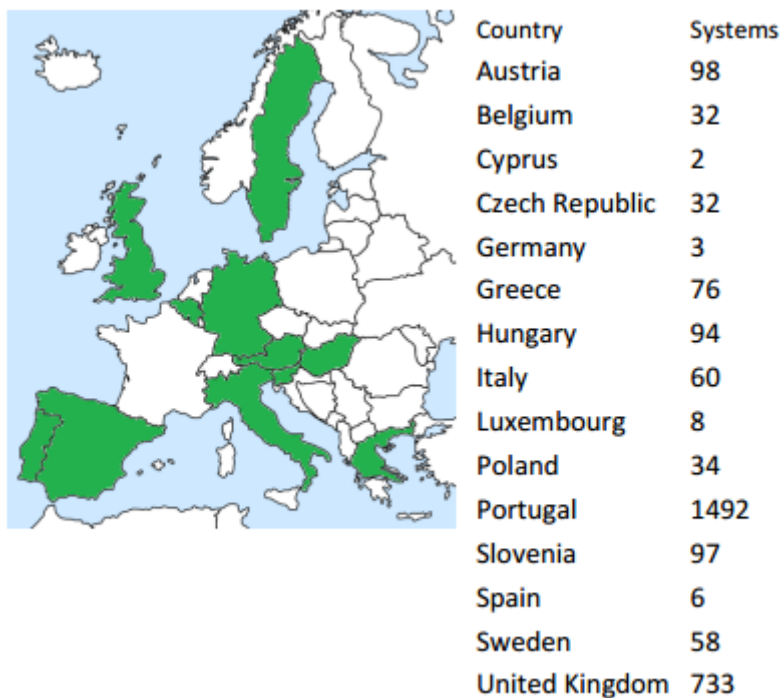 Country Systems
Austria 98
Belgium 32
Cyprus 2
Czech Republic 32
Germany 3
Greece 76
Hungary 94
Italy 60
Luxembourg 8
Poland 34
Portugal 1492
Slovenia 97
Spain 6
Sweden 58
United Kingdom 733